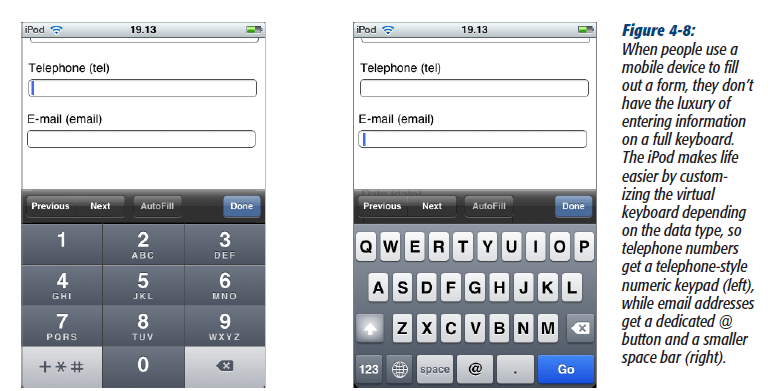 iPod 19.13
Telephone (tel)
E-mail (email)
Previous Next AutoFill Done
1 2 3
ABC DEF
4 5 6
GHI JKL MNO
7 8 9
PQRS TUV WXYZ
+*# 0
iPod 19.13
Telephone (tel)
E-mail (email)
Previous Next AutoFill Done
Q W E R T Y U I O P
A S D F G H J K L
Z X C V B N M
123 space @ . Go
Figure 4-8:
When people use a
mobile device to fill
out a form, they don't
have the luxury of
entering information
on a full keyboard.
The iPod makes life
easier by custom-
izing the virtual
keyboard depending
on the data type, so
telephone numbers
get a telephone-style
numeric keypad (left),
while email addresses
get a dedicated @
button and a smaller
space bar (right).